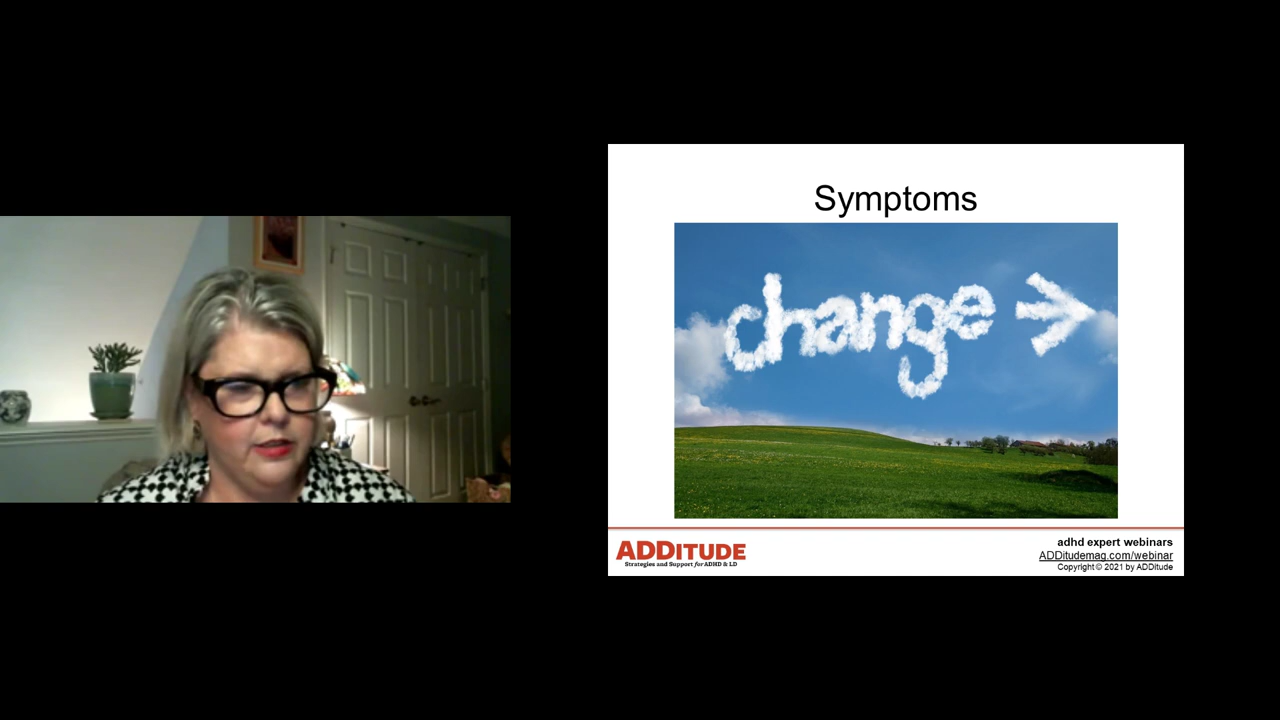 Symptoms
change →
ADDITUDE
Strategies and Support for ADHD & LD
adhd expert webinars
ADDitudemag.com/webinar
Copyright © 2021 by ADDitude